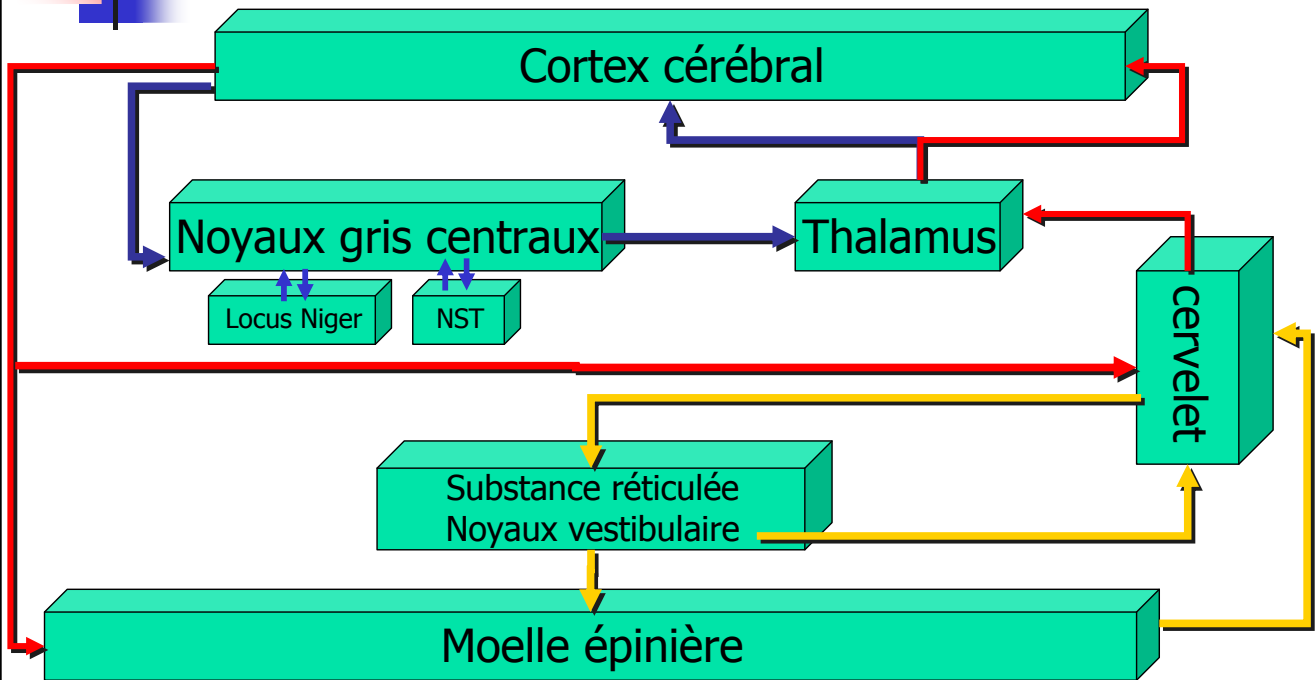 Cortex cérébral
Noyaux gris centraux
Thalamus
Locus Niger
NST
cervelet
Substance réticulée
Noyaux vestibulaire
Moelle épinière